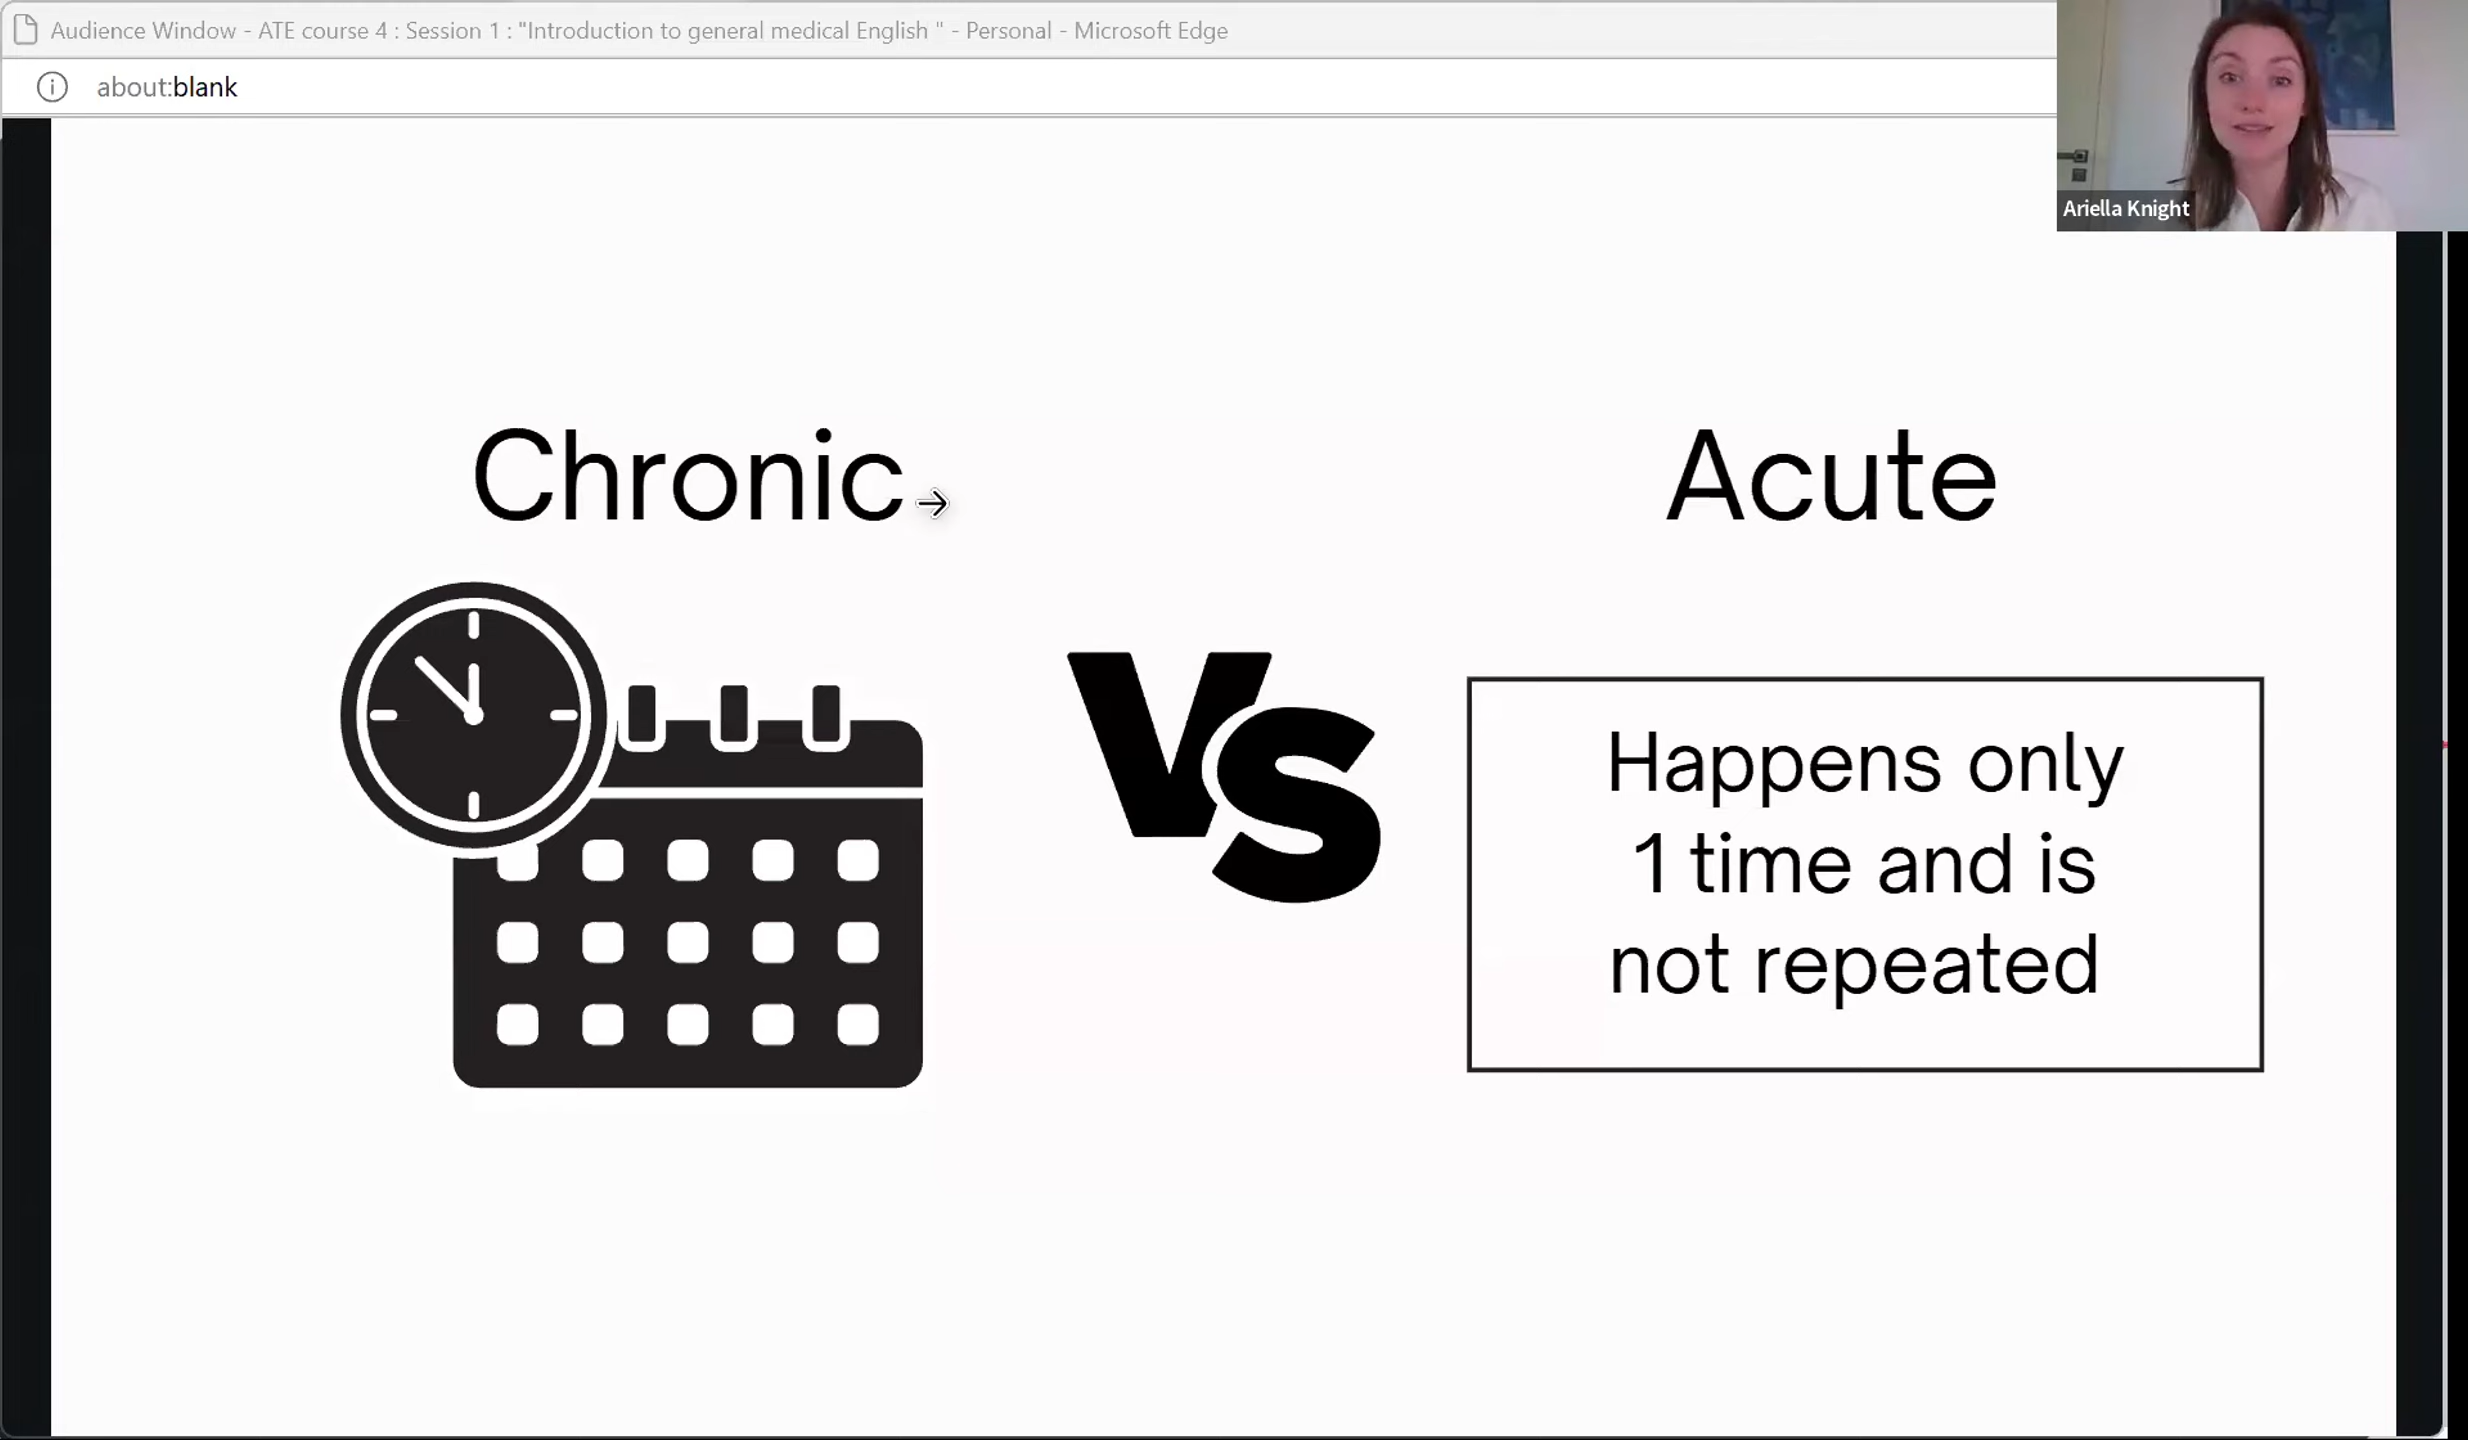 Audience Window - ATE course 4 : Session 1 : "Introduction to general medical English " - Personal - Microsoft Edge
about:blank
Ariella Knight
Chronic
Acute
VS
Happens only
1 time and is
not repeated